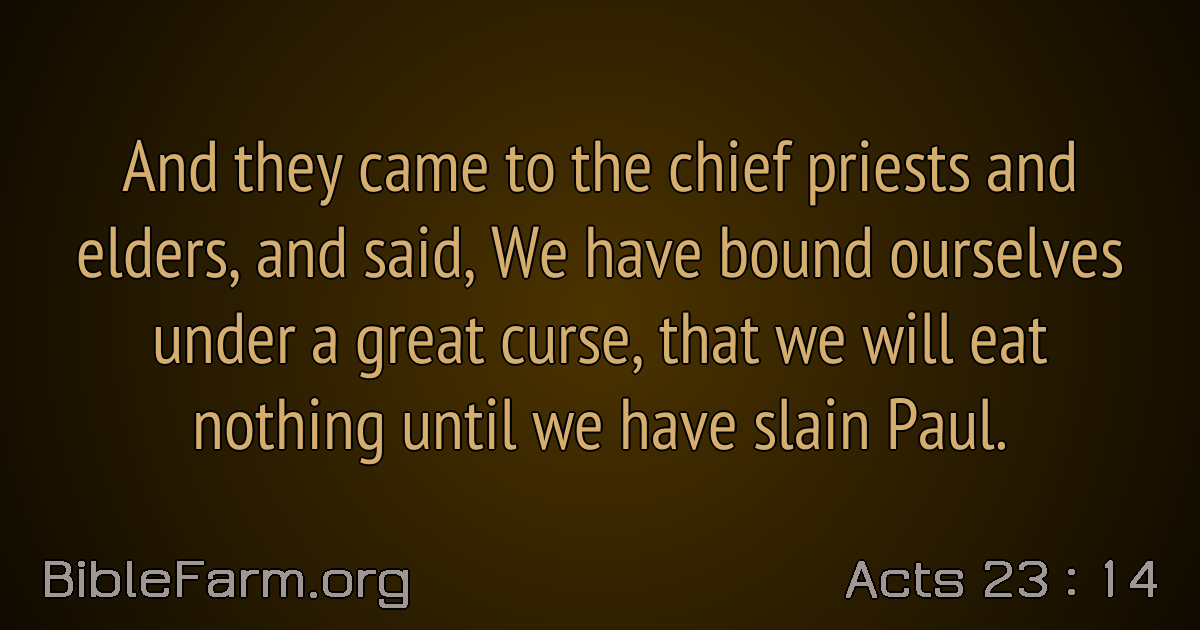 And they came to the chief priests and
elders, and said, We have bound ourselves
under a great curse, that we will eat
nothing until we have slain Paul.
BibleFarm.org
Acts 23 : 14